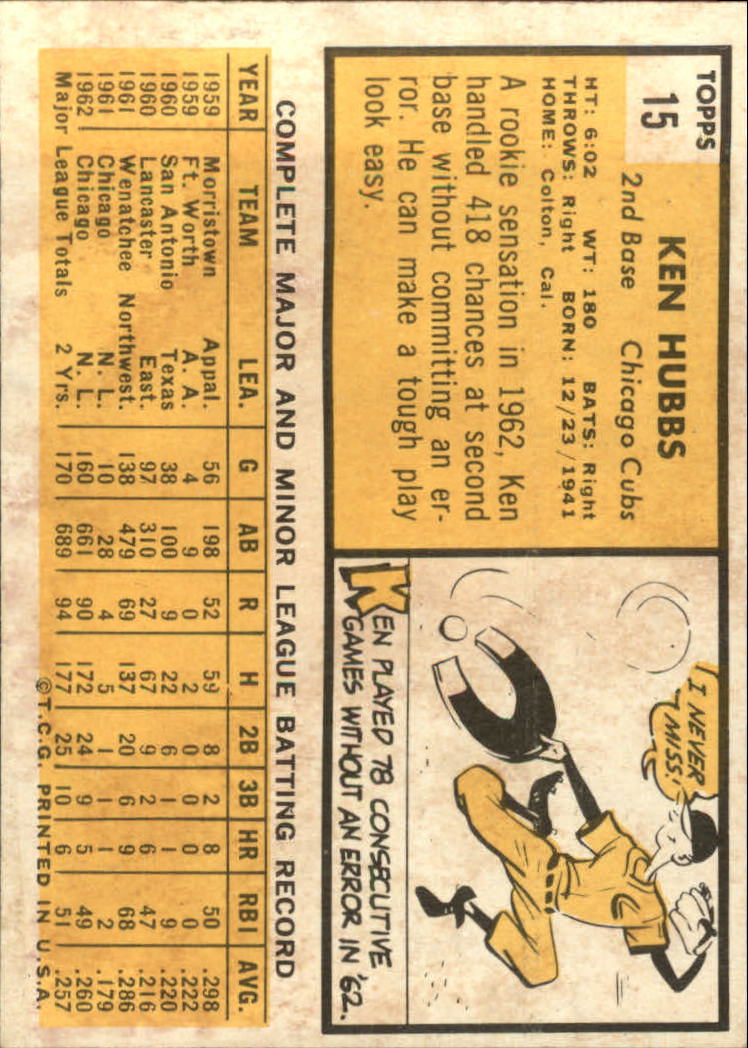 TOPPS
15
KEN HUBBS
2nd Base Chicago Cubs
HT: 6:02 WT: 180 BATS: Right
THROWS: Right BORN: 12/23/1941
HOME: Colton, Cal.
A rookie sensation in 1962, Ken
handled 418 chances at second
base without committing an er-
ror. He can make a tough play
look easy.
I NEVER
MISS!
KEN PLAYED 78 CONSECUTIVE
GAMES WITHOUT AN ERROR IN '62.
COMPLETE MAJOR AND MINOR LEAGUE BATTING RECORD
YEAR TEAM LEA. G AB R H 2B 3B HR RBI AVG.
1959 Morristown Appal. 56 198 52 59 8 2 8 50 .298
1959 Ft. Worth A. A. 4 9 0 2 0 0 0 0 .222
1960 San Antonio Texas 38 100 9 22 6 1 1 9 .220
1960 Lancaster East. 97 310 27 67 9 2 6 47 .216
1961 Wenatchee Northwest. 138 479 69 137 20 6 9 68 .286
1961 Chicago N. L. 10 28 4 5 1 1 1 2 .179
1962 Chicago N. L. 160 661 90 172 24 9 5 49 .260
Major League Totals 2 Yrs. 170 689 94 177 25 10 6 51 .257
©T.C.G. PRINTED IN U.S.A.